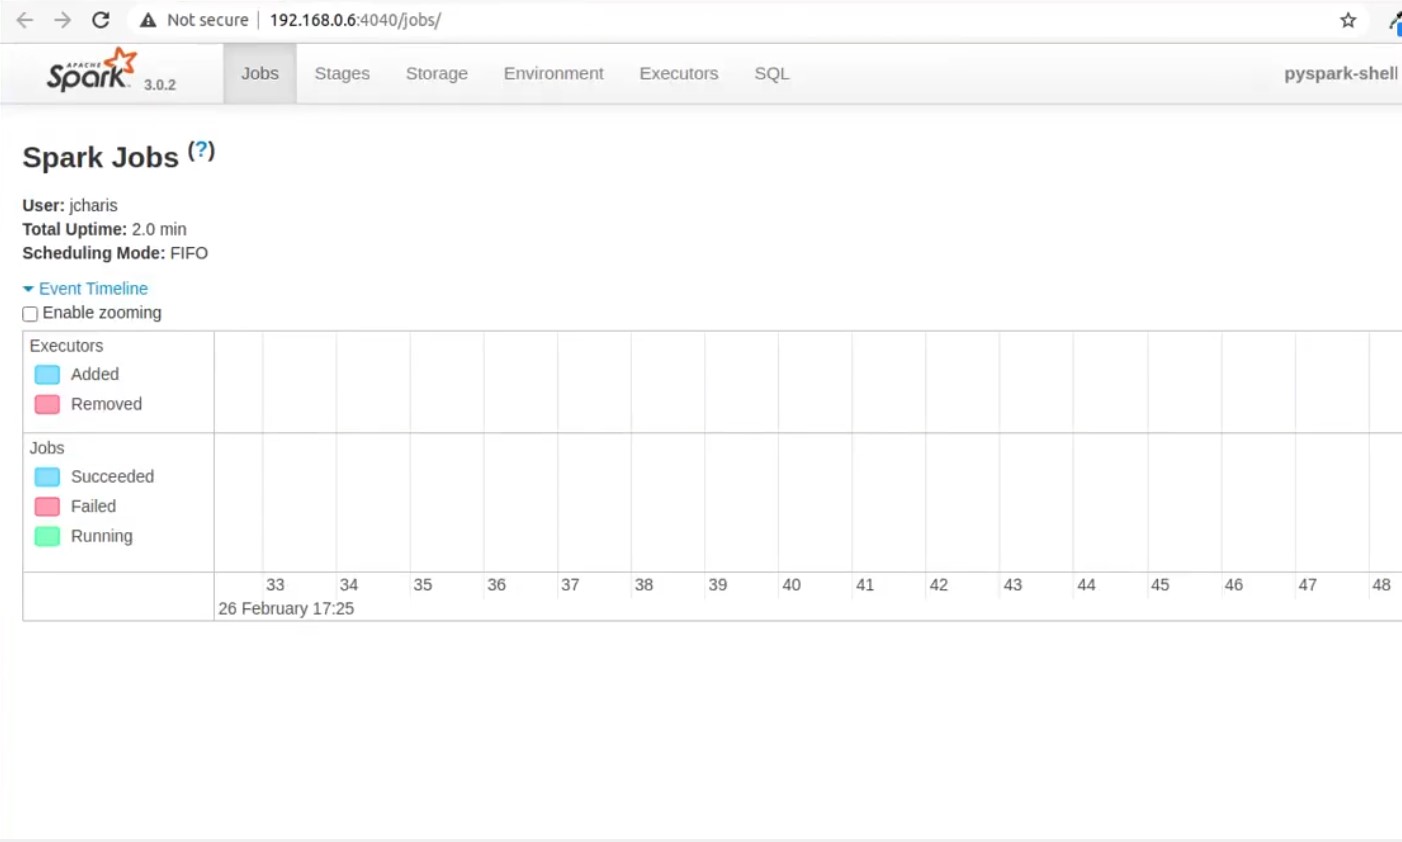 Not secure | 192.168.0.6:4040/jobs/
APACHE
Spark 3.0.2 Jobs Stages Storage Environment Executors SQL pyspark-shell
Spark Jobs (?)
User: jcharis
Total Uptime: 2.0 min
Scheduling Mode: FIFO
Event Timeline
Enable zooming
Executors
Added
Removed
Jobs
Succeeded
Failed
Running
33 34 35 36 37 38 39 40 41 42 43 44 45 46 47 48
26 February 17:25